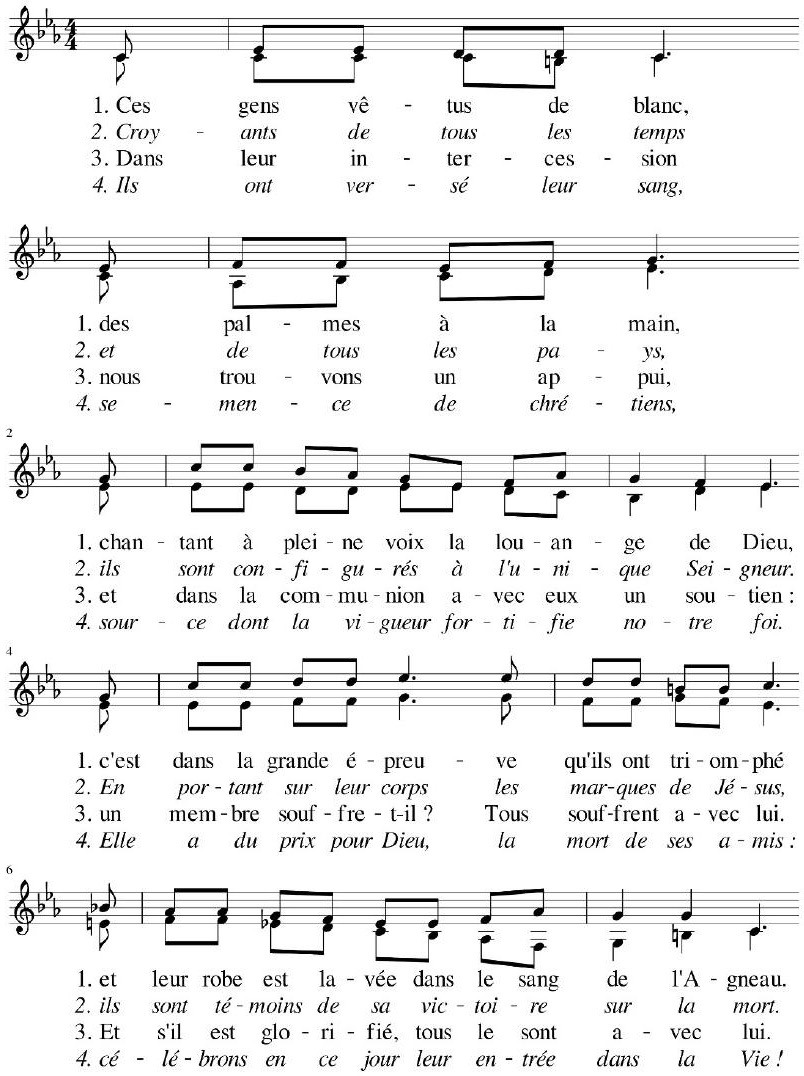 1. Ces gens vê - tus de blanc,
2. Croy - ants de tous les temps
3. Dans leur in - ter - ces - sion
4. Ils ont ver - sé leur sang,
1. des pal - mes à la main,
2. et de tous les pa - ys,
3. nous trou - vons un ap - pui,
4. se - men - ce de chré - tiens,
2
1. chan - tant à plei - ne voix la lou - an - ge de Dieu,
2. ils sont con - fi - gu - rés à l'u - ni - que Sei - gneur.
3. et dans la com - mu - nion a - vec eux un sou - tien :
4. sour - ce dont la vi - gueur for - ti - fie no - tre foi.
4
1. c'est dans la grande é - preu - ve qu'ils ont tri - om - phé
2. En por - tant sur leur corps les mar - ques de Jé - sus,
3. un mem - bre souf - fre - t-il ? Tous souf - frent a - vec lui.
4. Elle a du prix pour Dieu, la mort de ses a - mis :
6
1. et leur robe est la - vée dans le sang de l'A - gneau.
2. ils sont té - moins de sa vic - toi - re sur la mort.
3. Et s'il est glo - ri - fié, tous le sont a - vec lui.
4. cé - lé - brons en ce jour leur en - trée dans la Vie !